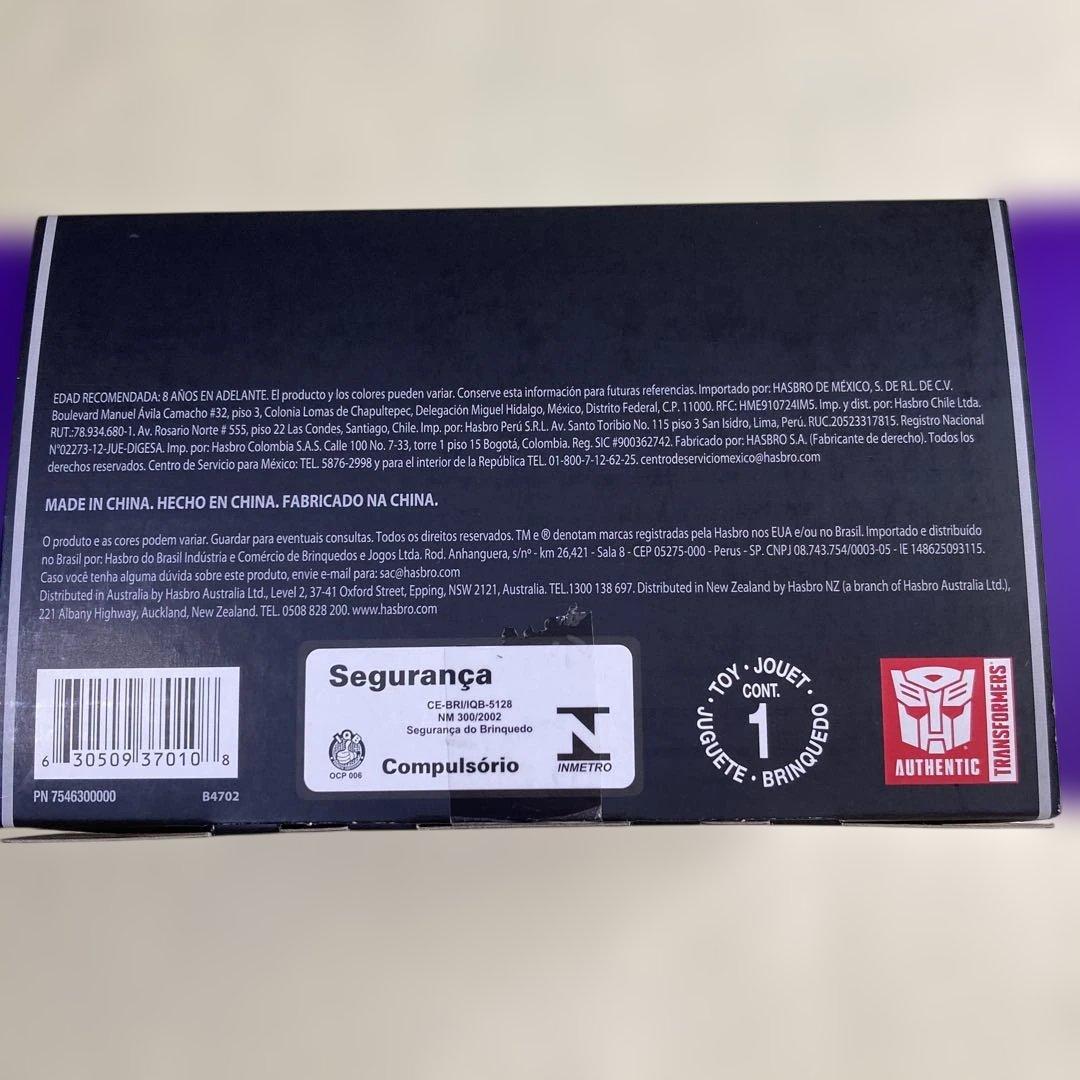 EDAD RECOMENDADA: 8 AÑOS EN ADELANTE. El producto y los colores pueden variar. Conserve esta información para futuras referencias. Importado por: HASBRO DE MÉXICO, S. DE R.L. DE C.V.
Boulevard Manuel Ávila Camacho #32, piso 3, Colonia Lomas de Chapultepec, Delegación Miguel Hidalgo, México, Distrito Federal, C.P. 11000. RFC: HME910724IM5. Imp. y dist. por: Hasbro Chile Ltda.
RUT.:78.934.680-1. Av. Rosario Norte # 555, piso 22 Las Condes, Santiago, Chile. Imp. por: Hasbro Perú S.R.L. Av. Santo Toribio No. 115 piso 3 San Isidro, Lima, Perú. RUC.20523317815. Registro Nacional
N°02273-12-JUE-DIGESA. Imp. por: Hasbro Colombia S.A.S. Calle 100 No. 7-33, torre 1 piso 15 Bogotá, Colombia. Reg. SIC #900362742. Fabricado por: HASBRO S.A. (Fabricante de derecho). Todos los
derechos reservados. Centro de Servicio para México: TEL. 5876-2998 y para el interior de la República TEL. 01-800-7-12-62-25. centrodeserviciomexico@hasbro.com
MADE IN CHINA. HECHO EN CHINA. FABRICADO NA CHINA.
O produto e as cores podem variar. Guardar para eventuais consultas. Todos os direitos reservados. TM e ® denotam marcas registradas pela Hasbro nos EUA e/ou no Brasil. Importado e distribuído
no Brasil por: Hasbro do Brasil Indústria e Comércio de Brinquedos e Jogos Ltda. Rod. Anhanguera, s/nº - km 26,421 - Sala 8 - CEP 05275-000 - Perus - SP. CNPJ 08.743.754/0003-05 - IE 148625093115.
Caso você tenha alguma dúvida sobre este produto, envie e-mail para: sac@hasbro.com
Distributed in Australia by Hasbro Australia Ltd., Level 2, 37-41 Oxford Street, Epping, NSW 2121, Australia. TEL.1300 138 697. Distributed in New Zealand by Hasbro NZ (a branch of Hasbro Australia Ltd.),
221 Albany Highway, Auckland, New Zealand. TEL. 0508 828 200. www.hasbro.com
6 30509 37010 8
PN 7546300000 B4702
Segurança
CE-BRI/IQB-5128
NM 300/2002
Segurança do Brinquedo
IQB
OCP 006
Compulsório
INMETRO
TOY · JOUET · BRINQUEDO · JUGUETE ·
CONT.
1
AUTHENTIC
TRANSFORMERS